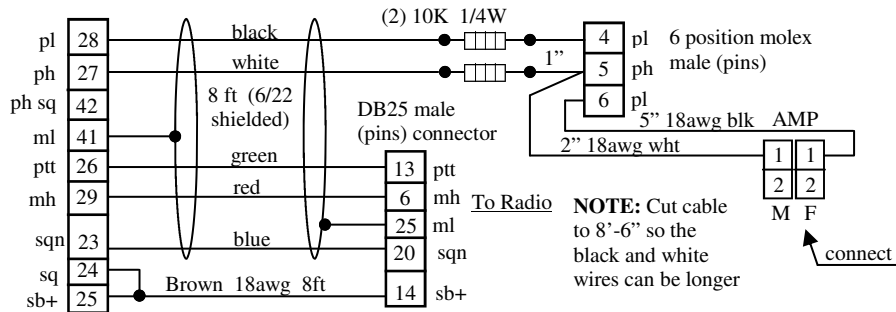 (2) 10K 1/4W
pl 28 black 4 pl 6 position molex
ph 27 white 1” 5 ph male (pins)
ph sq 42 8 ft (6/22 shielded) 6 pl
DB25 male (pins) connector
5” 18awg blk AMP
ml 41
2” 18awg wht 1 1
ptt 26 green 13 ptt
2 2
mh 29 red 6 mh To Radio
M F
25 ml
NOTE: Cut cable
to 8’-6” so the
black and white
wires can be longer
sqn 23 blue 20 sqn
connect
sq 24
sb+ 25 Brown 18awg 8ft 14 sb+